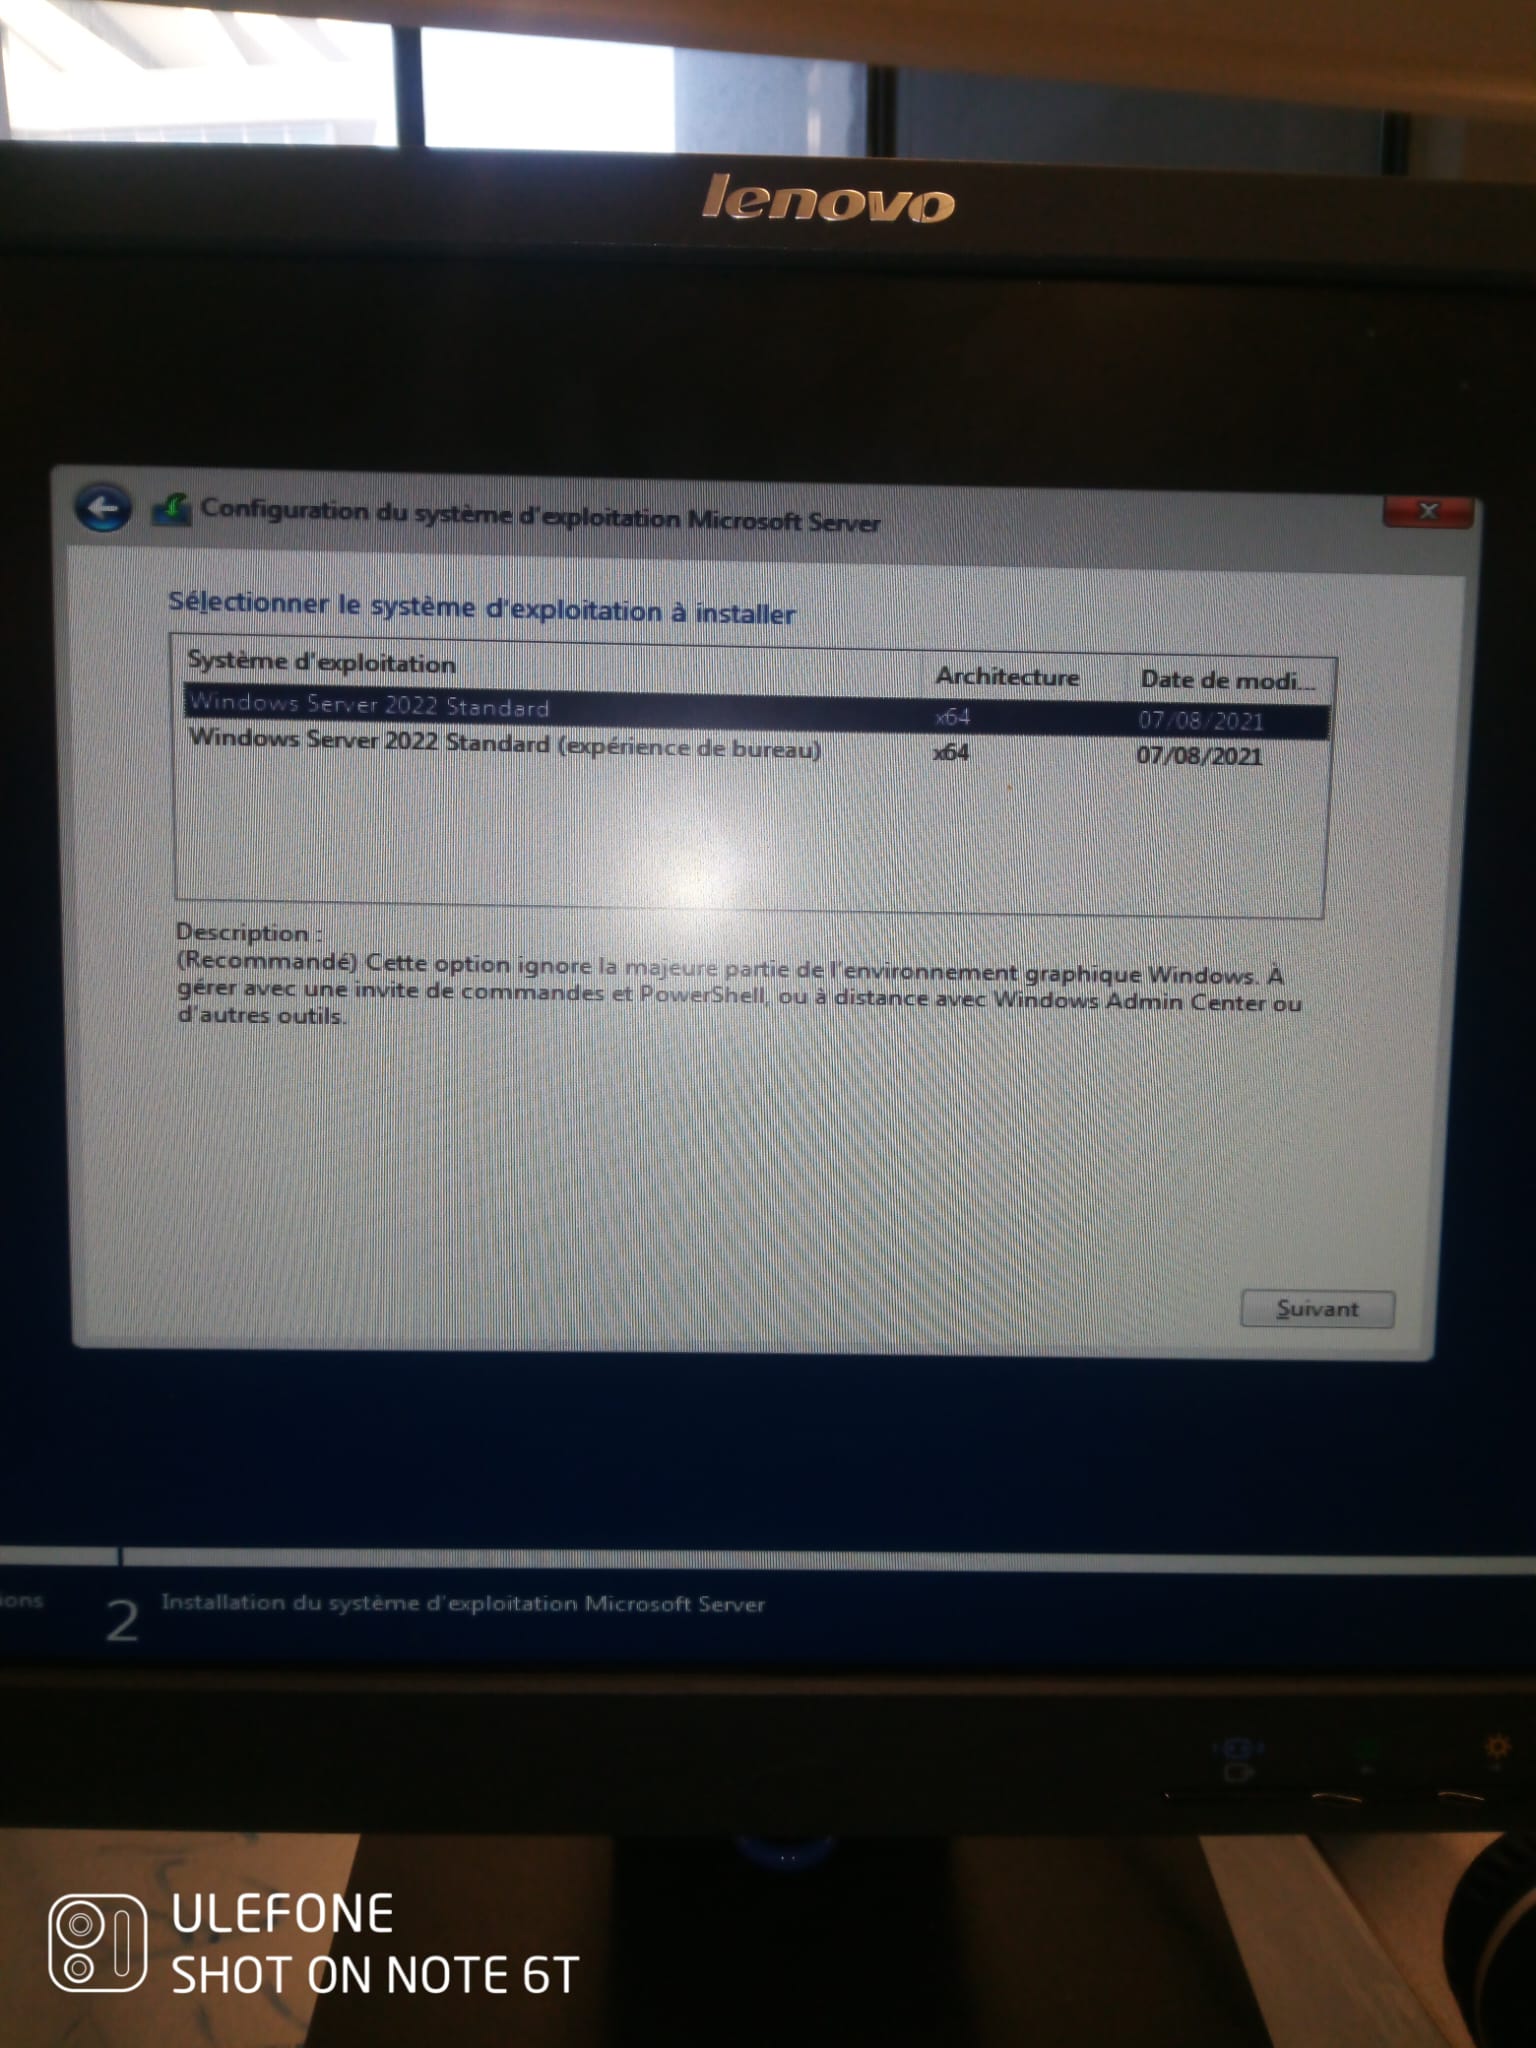 lenovo
Configuration du système d'exploitation Microsoft Server
x
Sélectionner le système d'exploitation à installer
Système d'exploitation Architecture Date de modi...
Windows Server 2022 Standard x64 07/08/2021
Windows Server 2022 Standard (expérience de bureau) x64 07/08/2021
Description :
(Recommandé) Cette option ignore la majeure partie de l'environnement graphique Windows. À
gérer avec une invite de commandes et PowerShell, ou à distance avec Windows Admin Center ou
d'autres outils.
Suivant
ions 2 Installation du système d'exploitation Microsoft Server
ULEFONE
SHOT ON NOTE 6T